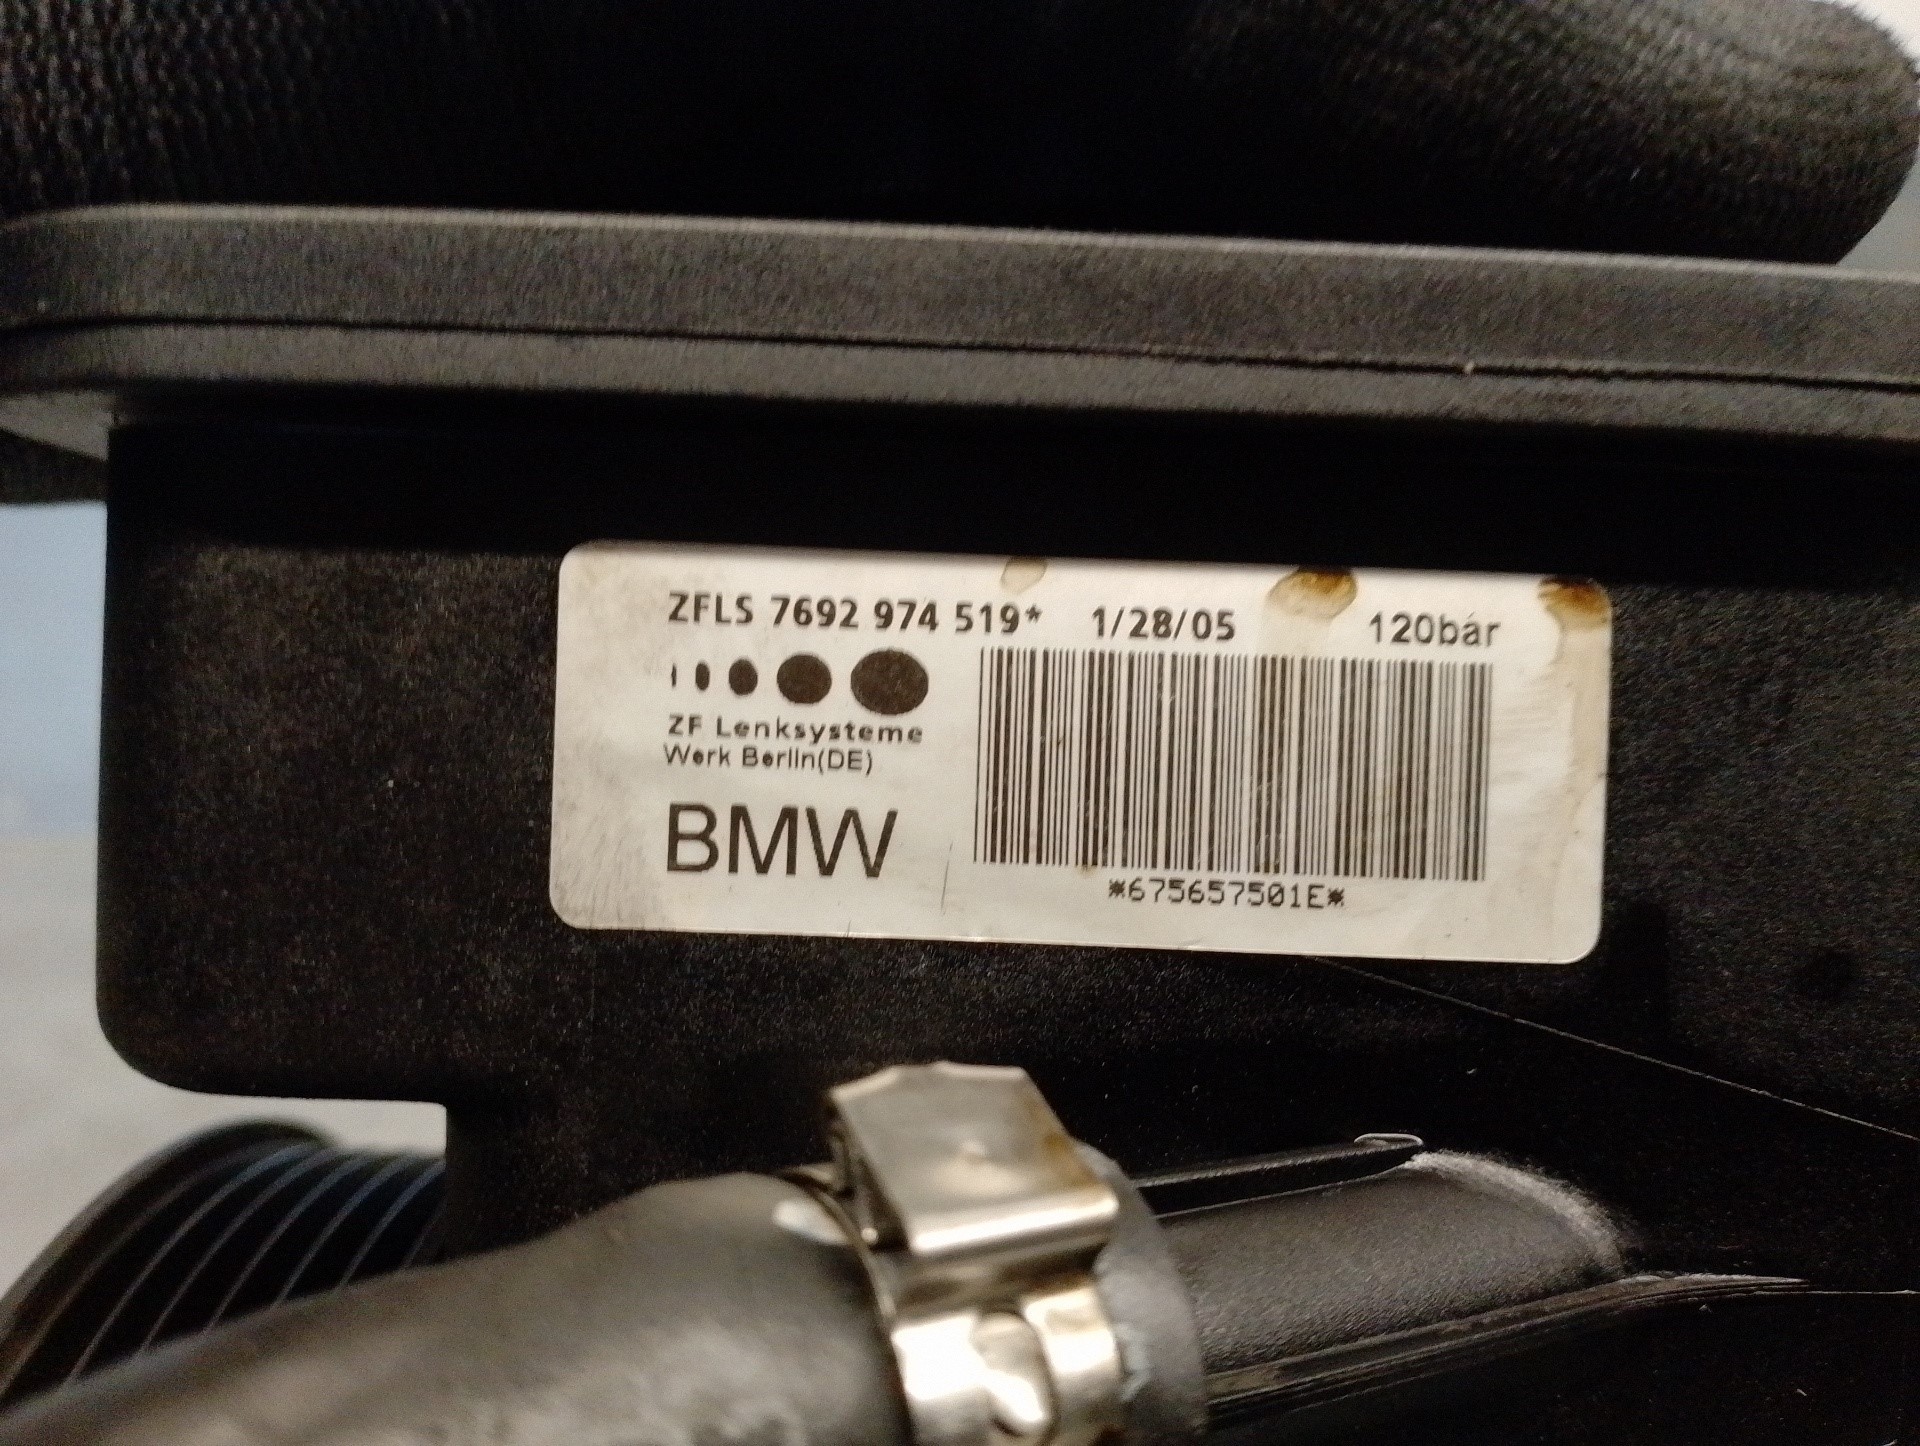 ZFLS 7692 974 519* 1/28/05 120bar
ZF Lenksysteme
Werk Berlin(DE)
BMW
*675657501E*